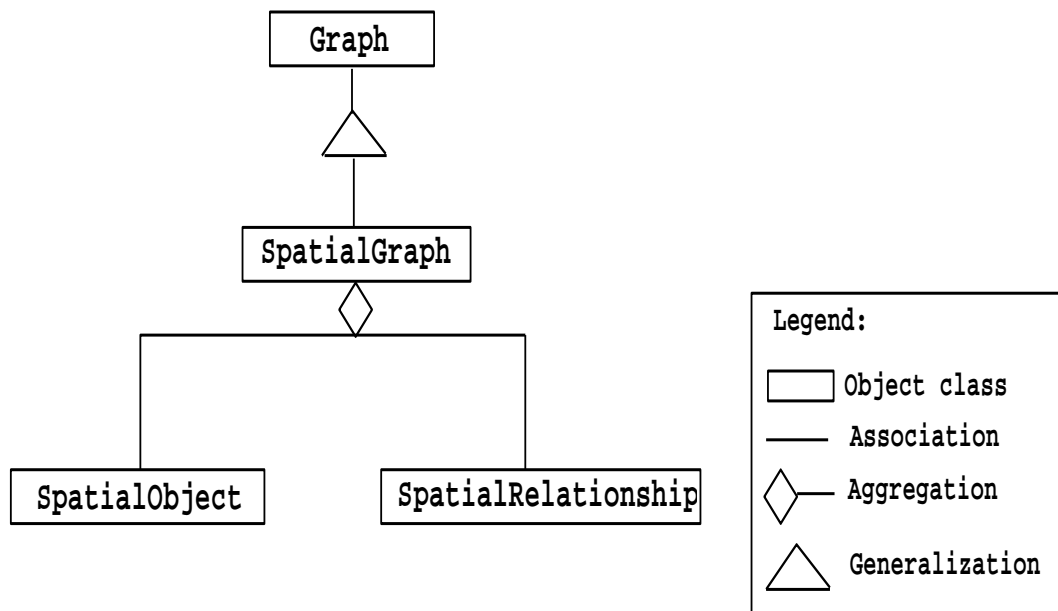 Graph
SpatialGraph
SpatialObject
SpatialRelationship
Legend:
Object class
Association
Aggregation
Generalization